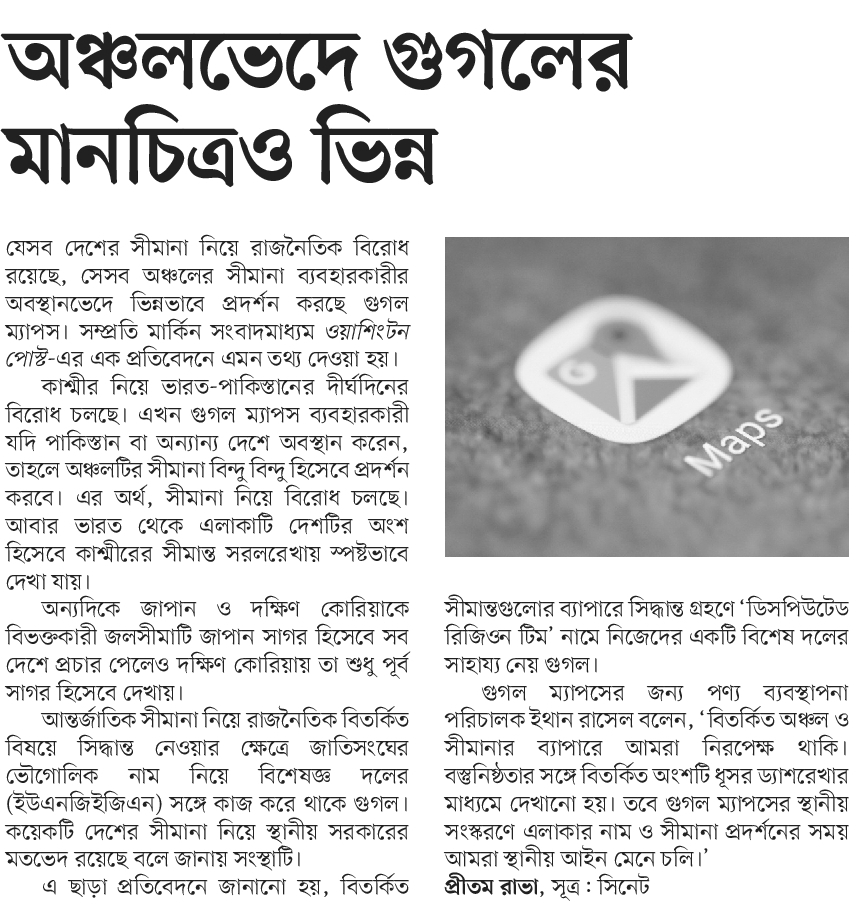 অঞ্চলভেদে গুগলের
মানচিত্রও ভিন্ন
যেসব দেশের সীমানা নিয়ে রাজনৈতিক বিরোধ
রয়েছে, সেসব অঞ্চলের সীমানা ব্যবহারকারীর
অবস্থানভেদে ভিন্নভাবে প্রদর্শন করছে গুগল
ম্যাপস। সম্প্রতি মার্কিন সংবাদমাধ্যম ওয়াশিংটন
পোস্ট-এর এক প্রতিবেদনে এমন তথ্য দেওয়া হয়।
কাশ্মীর নিয়ে ভারত-পাকিস্তানের দীর্ঘদিনের
বিরোধ চলছে। এখন গুগল ম্যাপস ব্যবহারকারী
যদি পাকিস্তান বা অন্যান্য দেশে অবস্থান করেন,
তাহলে অঞ্চলটির সীমানা বিন্দু বিন্দু হিসেবে প্রদর্শন
করবে। এর অর্থ, সীমানা নিয়ে বিরোধ চলছে।
আবার ভারত থেকে এলাকাটি দেশটির অংশ
হিসেবে কাশ্মীরের সীমান্ত সরলরেখায় স্পষ্টভাবে
দেখা যায়।
অন্যদিকে জাপান ও দক্ষিণ কোরিয়াকে
বিভক্তকারী জলসীমাটি জাপান সাগর হিসেবে সব
দেশে প্রচার পেলেও দক্ষিণ কোরিয়ায় তা শুধু পূর্ব
সাগর হিসেবে দেখায়।
আন্তর্জাতিক সীমানা নিয়ে রাজনৈতিক বিতর্কিত
বিষয়ে সিদ্ধান্ত নেওয়ার ক্ষেত্রে জাতিসংঘের
ভৌগোলিক নাম নিয়ে বিশেষজ্ঞ দলের
(ইউএনজিইজিএন) সঙ্গে কাজ করে থাকে গুগল।
কয়েকটি দেশের সীমানা নিয়ে স্থানীয় সরকারের
মতভেদ রয়েছে বলে জানায় সংস্থাটি।
এ ছাড়া প্রতিবেদনে জানানো হয়, বিতর্কিত
G
Maps
সীমান্তগুলোর ব্যাপারে সিদ্ধান্ত গ্রহণে ‘ডিসপিউটেড
রিজিওন টিম’ নামে নিজেদের একটি বিশেষ দলের
সাহায্য নেয় গুগল।
গুগল ম্যাপসের জন্য পণ্য ব্যবস্থাপনা
পরিচালক ইথান রাসেল বলেন, ‘বিতর্কিত অঞ্চল ও
সীমানার ব্যাপারে আমরা নিরপেক্ষ থাকি।
বস্তুনিষ্ঠতার সঙ্গে বিতর্কিত অংশটি ধূসর ড্যাশরেখার
মাধ্যমে দেখানো হয়। তবে গুগল ম্যাপসের স্থানীয়
সংস্করণে এলাকার নাম ও সীমানা প্রদর্শনের সময়
আমরা স্থানীয় আইন মেনে চলি।’
প্রীতম রাভা, সূত্র : সিনেট